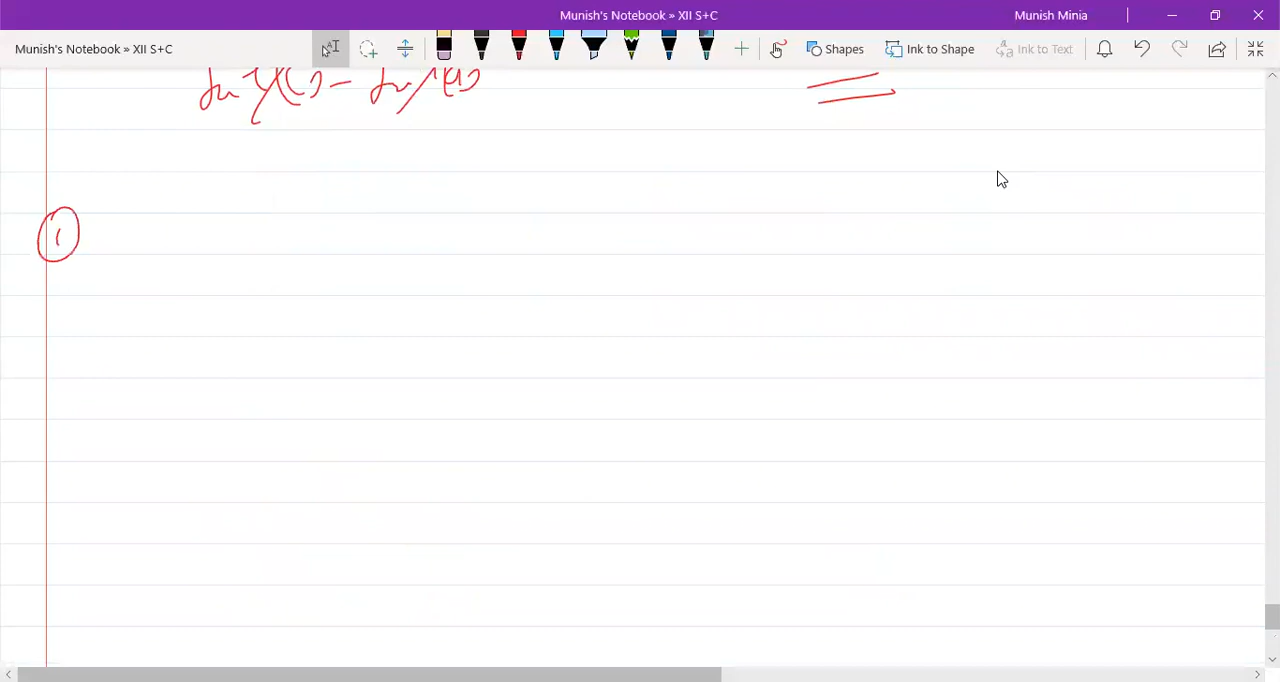 Munish's Notebook » XII S+C
Munish Minia
Munish's Notebook » XII S+C
Shapes
Ink to Shape
Ink to Text
1